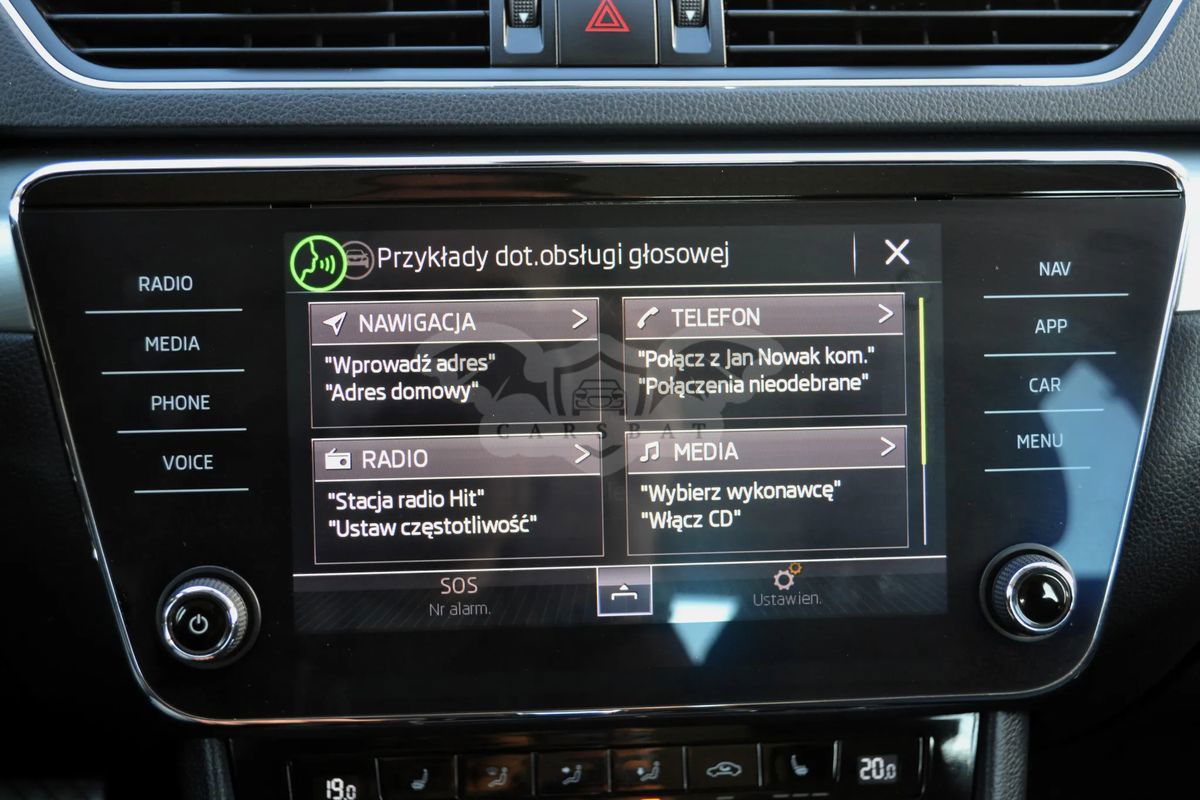 Przykłady dot.obsługi głosowej
RADIO
MEDIA
PHONE
VOICE
NAWIGACJA
"Wprowadź adres"
"Adres domowy"
TELEFON
"Połącz z Jan Nowak kom."
"Połączenia nieodebrane"
CARSBAT
RADIO
"Stacja radio Hit"
"Ustaw częstotliwość"
MEDIA
"Wybierz wykonawcę"
"Włącz CD"
SOS
Nr alarm.
Ustawien.
NAV
APP
CAR
MENU
19.0
20.0